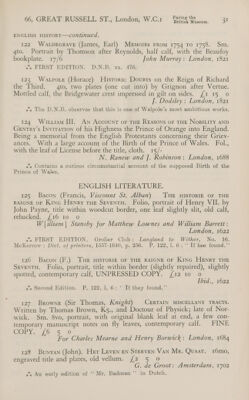 66, GREAT RUSSELL ST., London, W.C.1 Facing the British Museum. 31
ENGLISH HISTORY—continued.
122 WALDEGRAVE (James, Earl) MEMOIRS FROM 1754 TO 1758. Sm.
4to. Portrait by Thomson after Reynolds, half calf, with the Beaufoy
bookplate. 17/6 John Murray: London, 1821
∴ FIRST EDITION. D.N.B. xx. 476.
123 WALPOLE (Horace) HISTORIC DOUBTS on the Reign of Richard
the Third. 4to, two plates (one cut into) by Grignon after Vertue.
Mottled calf, the Bridgewater crest impressed in gilt on sides. £1 15 0
J. Dodsley: London, 1821
∴ The D.N.B. observes that this is one of Walpole's most assiduous works.
124 WILLIAM III. AN ACCOUNT OF THE REASONS OF THE NOBILITY AND
GENTRY'S INVITATION of his Highness the Prince of Orange into England.
Being a memorial from the English Protestants concerning their Griev-
ances. With a large account of the Birth of the Prince of Wales. Fol.,
with the leaf of License before the title, cloth. 15/-
N. Ranew and J. Robinson: London, 1688
∴ Contains a curious circumstantial account of the supposed Birth of the
Prince of Wales.
ENGLISH LITERATURE.
125 BACON (Francis, Viscount St. Alban) THE HISTORIE OF THE
RAIGNE OF KING HENRY THE SEVENTH. Folio, portrait of Henry VII. by
John Payne, title within woodcut border, one leaf slightly slit, old calf,
rebacked. £16 10 0
W[illiam] Stansby for Matthew Lownes and William Barret:
London, 1622
∴ FIRST EDITION. Grolier Club: Langland to Wither, No. 16.
McKerrow: Dict. of printers, 1557-1640, p. 256. P. 122, l. 6: "If hee found."
126 BACON (F.) THE HISTORIE OF THE RAIGNE OF KING HENRY THE
SEVENTH. Folio, portrait, title within border (slightly repaired), slightly
spotted, contemporary calf, UNPRESSED COPY. £12 10 0
Ibid., 1622
∴ Second Edition. P. 122, l. 6: "It they found."
127 BROWNE (Sir Thomas, Knight) CERTAIN MISCELLANY TRACTS.
Written by Thomas Brown, Kt., and Doctour of Physick; late of Nor-
wich. Sm. 8vo, portrait, with original blank leaf at end, a few con-
temporary manuscript notes on fly leaves, contemporary calf. FINE
COPY. £6 5 0
For Charles Mearne and Henry Borwick: London, 1684
128 BUNYAN (John). HET LEVEN EN STERVEN VAN MR. QUAAT. 16mo,
engraved title and plates, old vellum. £2 5 0
G. de Groot: Amsterdam, 1702
∴ An early edition of "Mr. Badman" in Dutch.